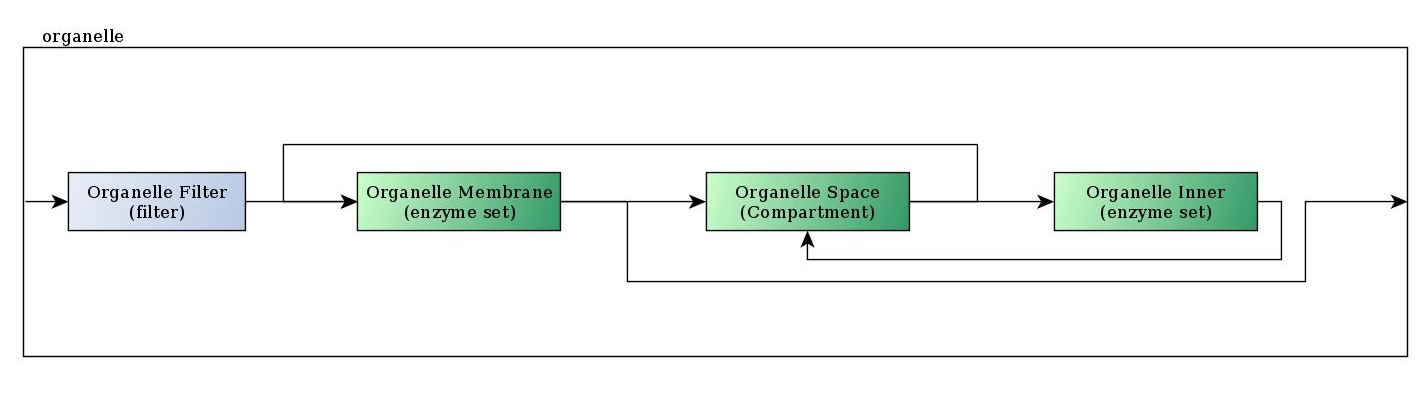 organelle
Organelle Filter
(filter)
Organelle Membrane
(enzyme set)
Organelle Space
(Compartment)
Organelle Inner
(enzyme set)